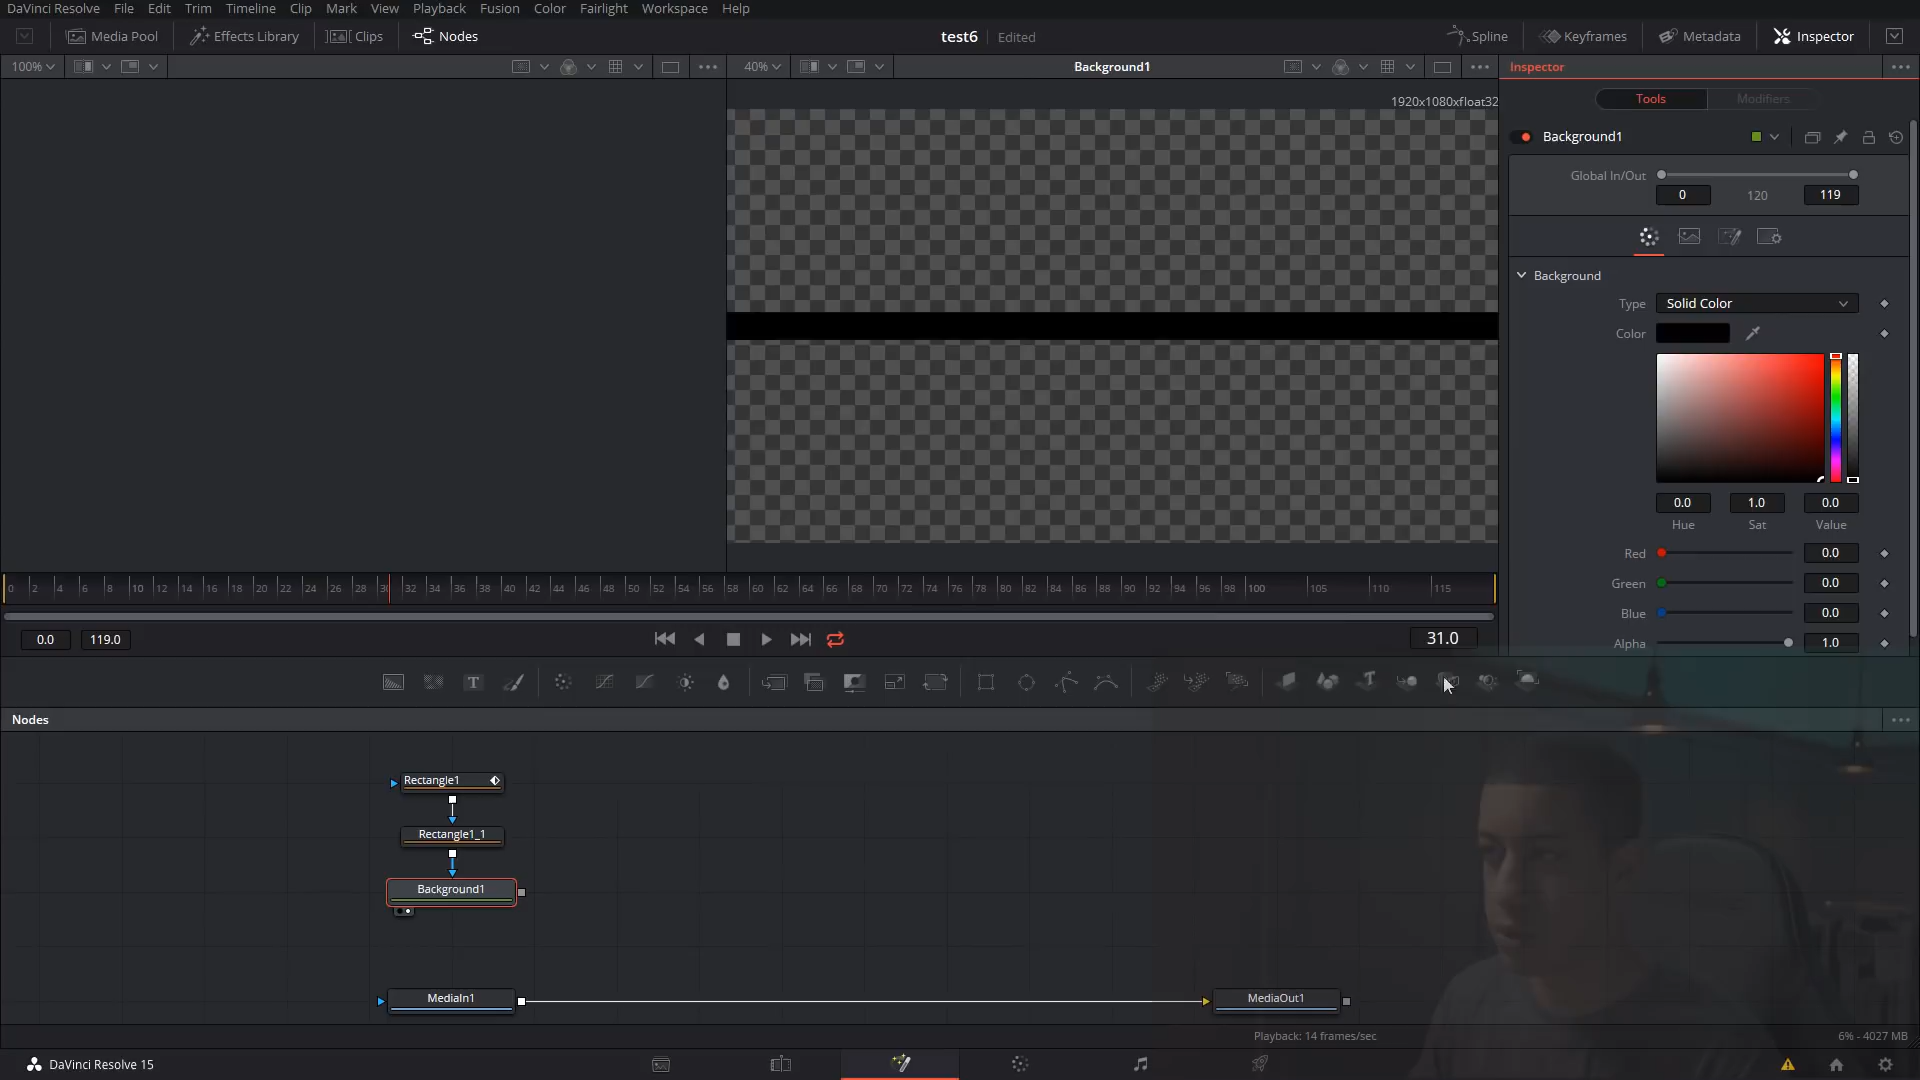 DaVinci Resolve File Edit Trim Timeline Clip Mark View Playback Fusion Color Fairlight Workspace Help
Media Pool Effects Library Clips Nodes test6 Edited Spline Keyframes Metadata Inspector
100% 40% Background1 Inspector
1920x1080xfloat32
Tools Modifiers
Background1
Global In/Out
0 120 119
Background
Type Solid Color
Color
0.0 1.0 0.0
Hue Sat Value
Red 0.0
Green 0.0
Blue 0.0
Alpha 1.0
0 2 4 6 8 10 12 14 16 18 20 22 24 26 28 30 32 34 36 38 40 42 44 46 48 50 52 54 56 58 60 62 64 66 68 70 72 74 76 78 80 82 84 86 88 90 92 94 96 98 100 105 110 115
0.0 119.0 31.0
T T
Nodes
Rectangle1
Rectangle1_1
Background1
MediaIn1 MediaOut1
Playback: 14 frames/sec 6% - 4027 MB
DaVinci Resolve 15